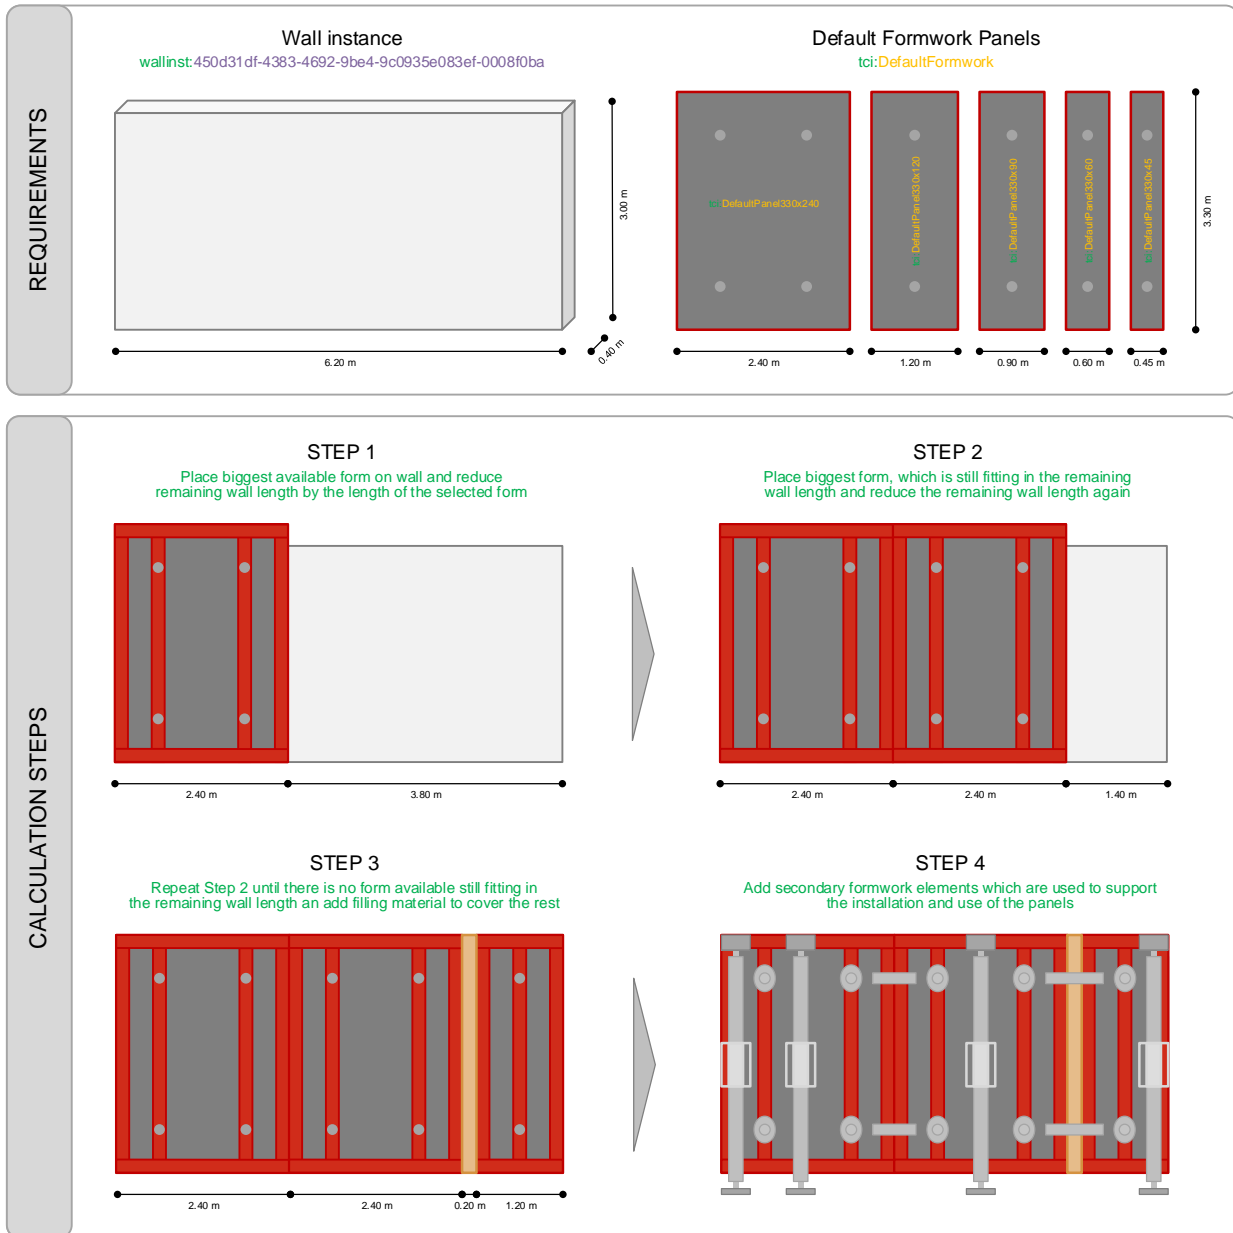 REQUIREMENTS
Wall instance
wallinst:450d31df-4383-4692-9be4-9c0935e083ef-0008f0ba
3.00 m
6.20 m
0.40 m
Default Formwork Panels
tci:DefaultFormwork
tci:DefaultPanel330x240
tci:DefaultPanel330x120
tci:DefaultPanel330x90
tci:DefaultPanel330x60
tci:DefaultPanel330x45
3.30 m
2.40 m
1.20 m
0.90 m
0.60 m
0.45 m
CALCULATION STEPS
STEP 1
Place biggest available form on wall and reduce
remaining wall length by the length of the selected form
2.40 m
3.80 m
STEP 2
Place biggest form, which is still fitting in the remaining
wall length and reduce the remaining wall length again
2.40 m
2.40 m
1.40 m
STEP 3
Repeat Step 2 until there is no form available still fitting in
the remaining wall length an add filling material to cover the rest
2.40 m
2.40 m
0.20 m
1.20 m
STEP 4
Add secondary formwork elements which are used to support
the installation and use of the panels